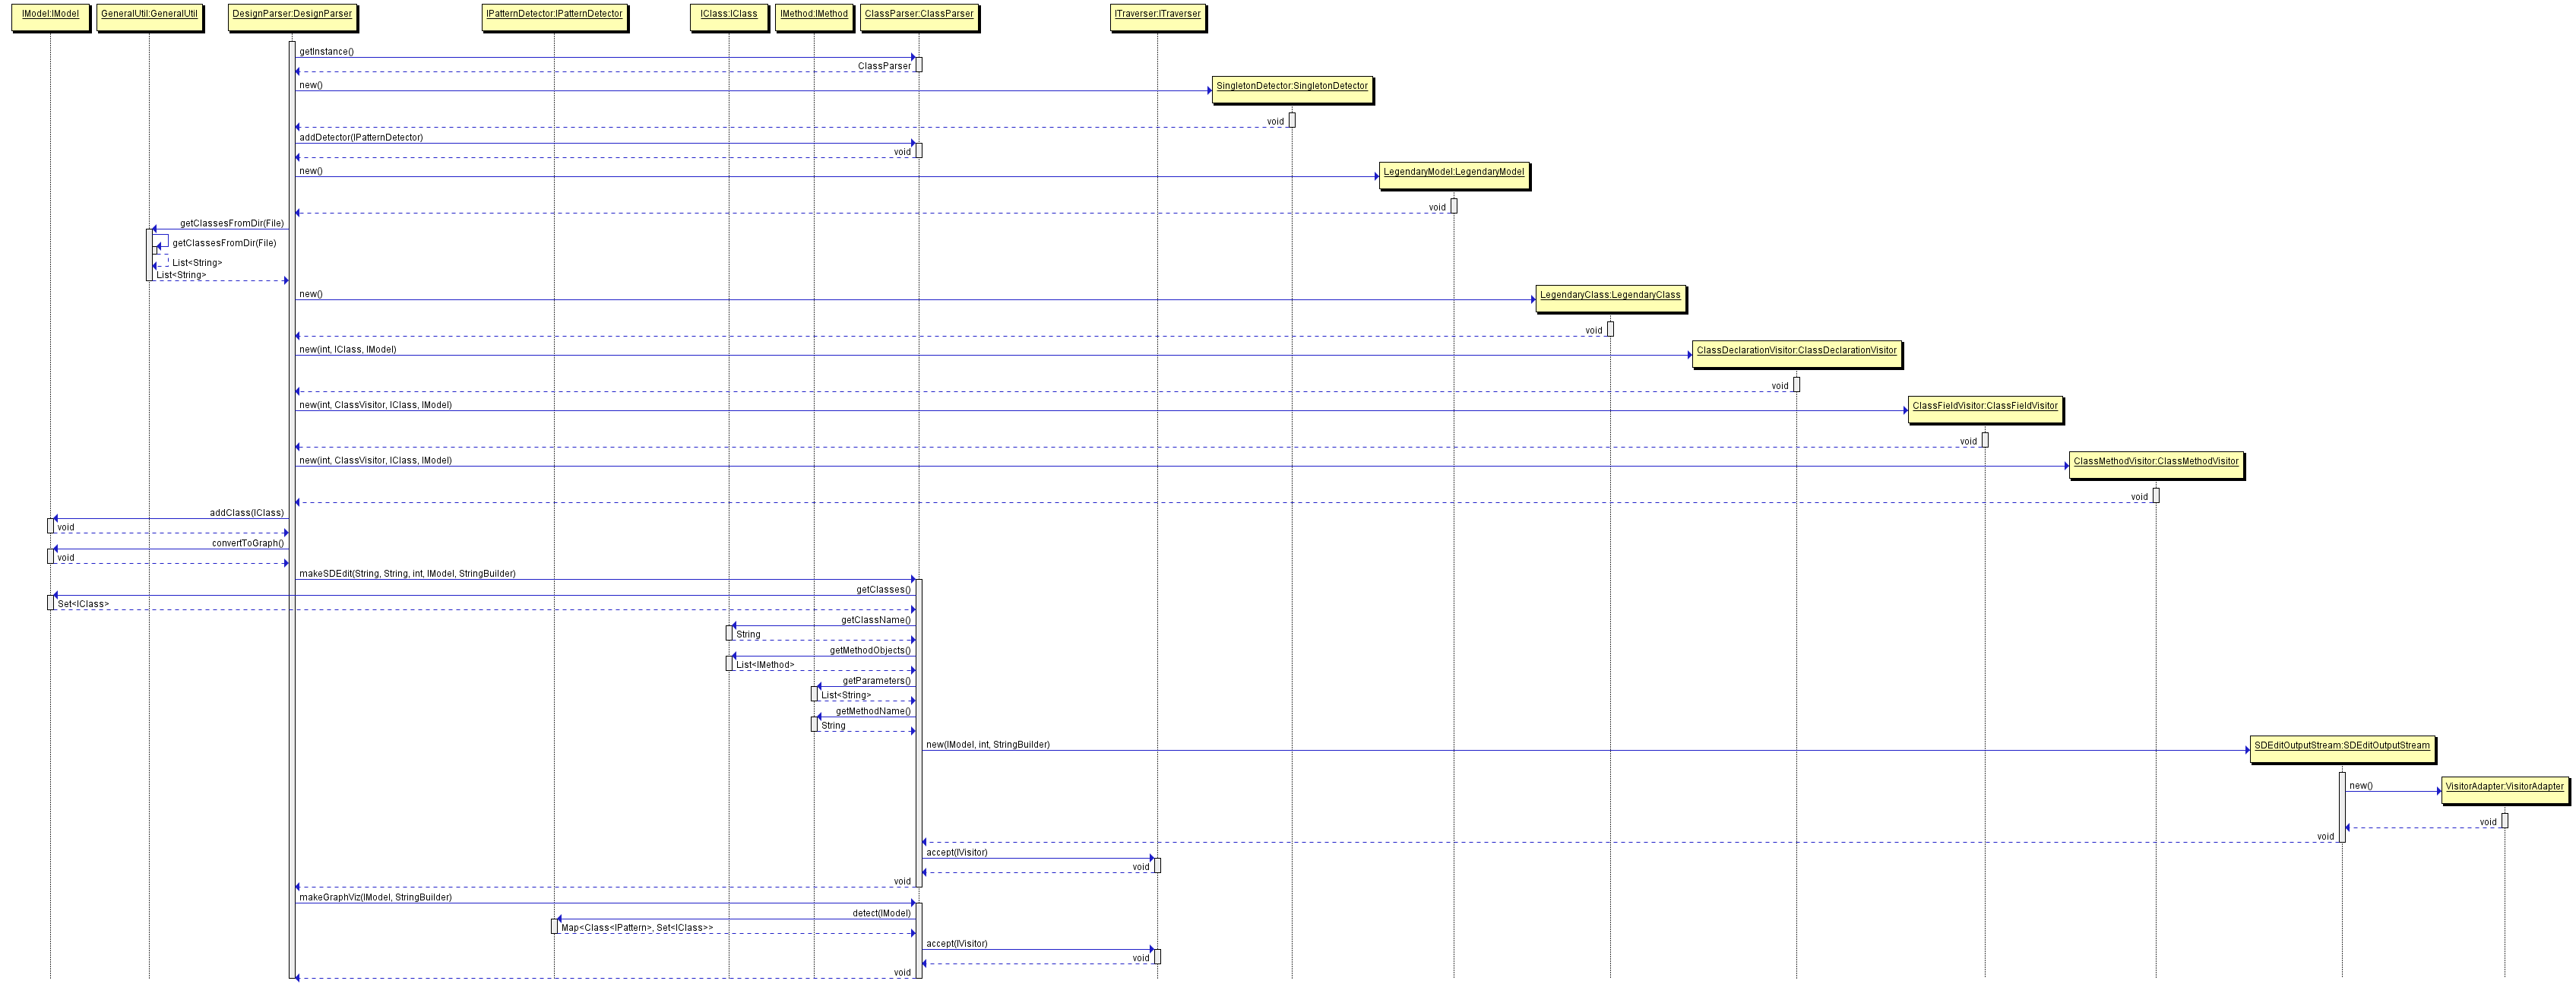 IModel:IModel
GeneralUtil:GeneralUtil
DesignParser:DesignParser
IPatternDetector:IPatternDetector
IClass:IClass
IMethod:IMethod
ClassParser:ClassParser
ITraverser:ITraverser
getInstance()
ClassParser
new()
SingletonDetector:SingletonDetector
void
addDetector(IPatternDetector)
void
new()
LegendaryModel:LegendaryModel
void
getClassesFromDir(File)
getClassesFromDir(File)
List<String>
List<String>
new()
LegendaryClass:LegendaryClass
void
new(int, IClass, IModel)
ClassDeclarationVisitor:ClassDeclarationVisitor
void
new(int, ClassVisitor, IClass, IModel)
ClassFieldVisitor:ClassFieldVisitor
void
new(int, ClassVisitor, IClass, IModel)
ClassMethodVisitor:ClassMethodVisitor
void
addClass(IClass)
void
convertToGraph()
void
makeSDEdit(String, String, int, IModel, StringBuilder)
getClasses()
Set<IClass>
getClassName()
String
getMethodObjects()
List<IMethod>
getParameters()
List<String>
getMethodName()
String
new(IModel, int, StringBuilder)
SDEditOutputStream:SDEditOutputStream
new()
VisitorAdapter:VisitorAdapter
void
void
accept(IVisitor)
void
void
makeGraphViz(IModel, StringBuilder)
detect(IModel)
Map<Class<IPattern>, Set<IClass>>
accept(IVisitor)
void
void